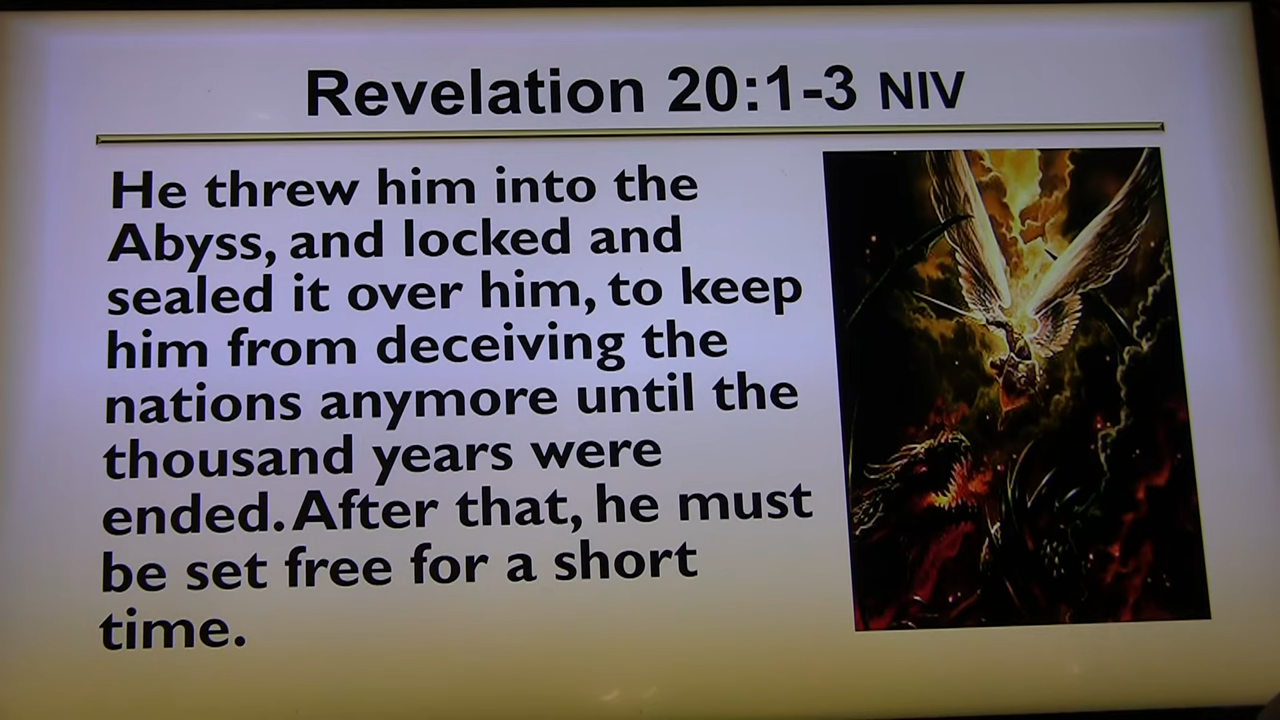 Revelation 20:1-3 NIV
He threw him into the
Abyss, and locked and
sealed it over him, to keep
him from deceiving the
nations anymore until the
thousand years were
ended. After that, he must
be set free for a short
time.